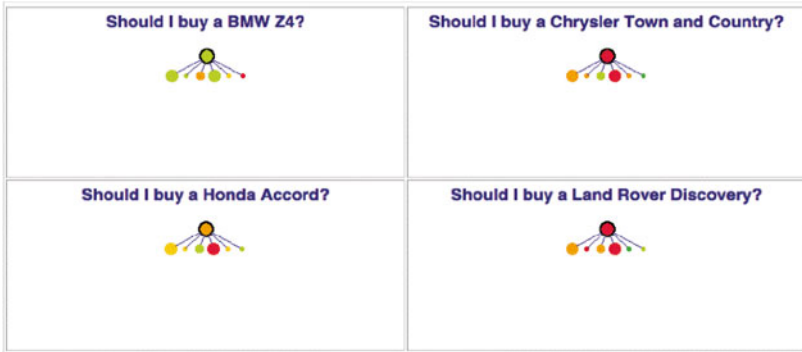 Should I buy a BMW Z4?
Should I buy a Chrysler Town and Country?
Should I buy a Honda Accord?
Should I buy a Land Rover Discovery?